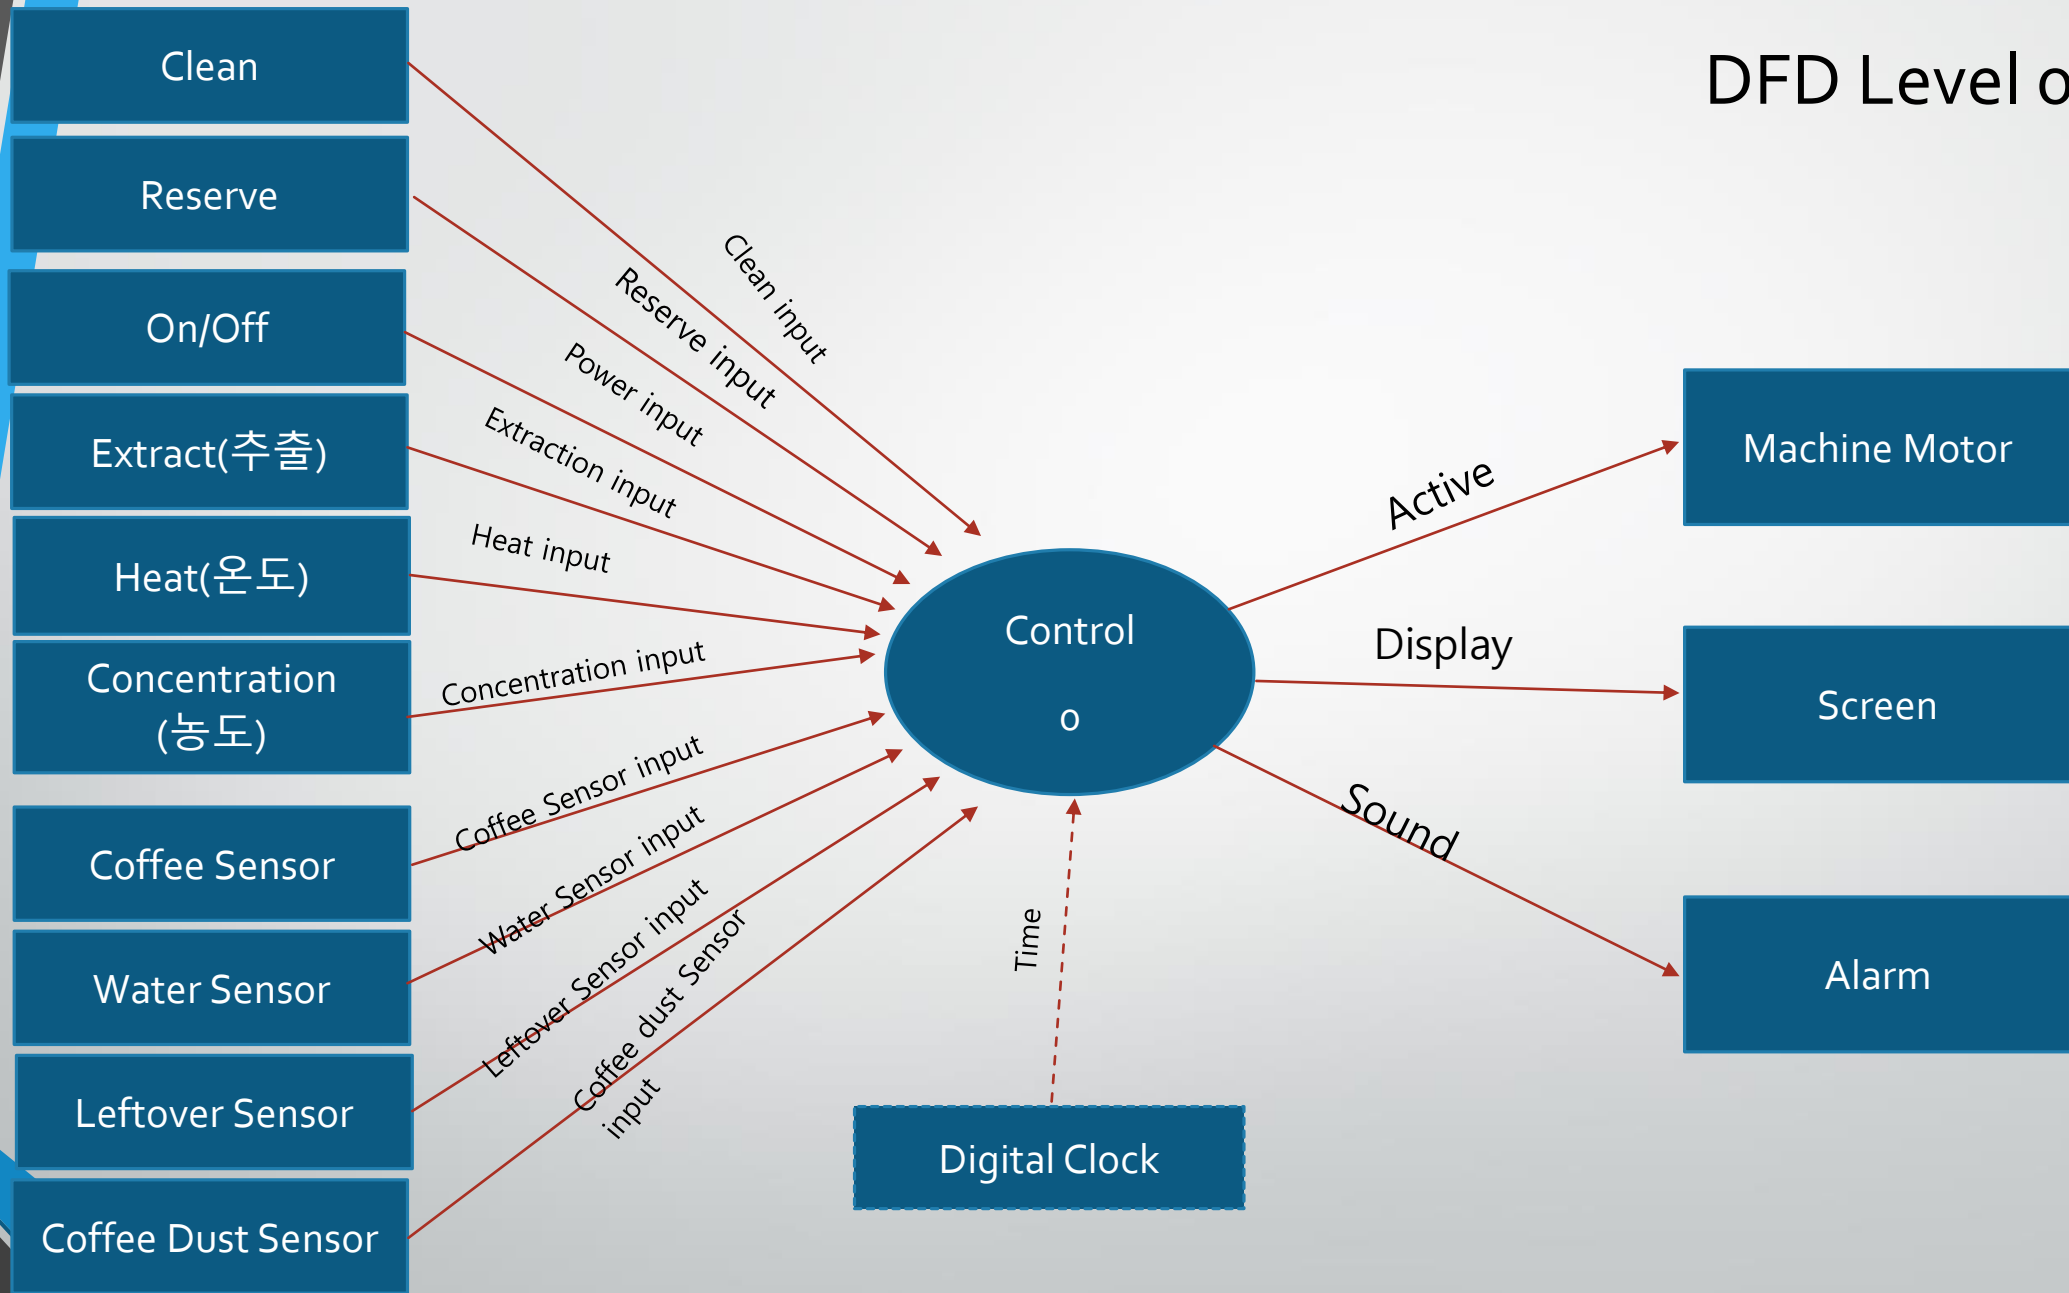 DFD Level 0
Clean
Reserve
On/Off
Extract(추출)
Heat(온도)
Concentration
(농도)
Coffee Sensor
Water Sensor
Leftover Sensor
Coffee Dust Sensor
Clean input
Reserve input
Power input
Extraction input
Heat input
Concentration input
Coffee Sensor input
Water Sensor input
Leftover Sensor input
Coffee dust Sensor
input
Control
0
Time
Digital Clock
Active
Display
Sound
Machine Motor
Screen
Alarm